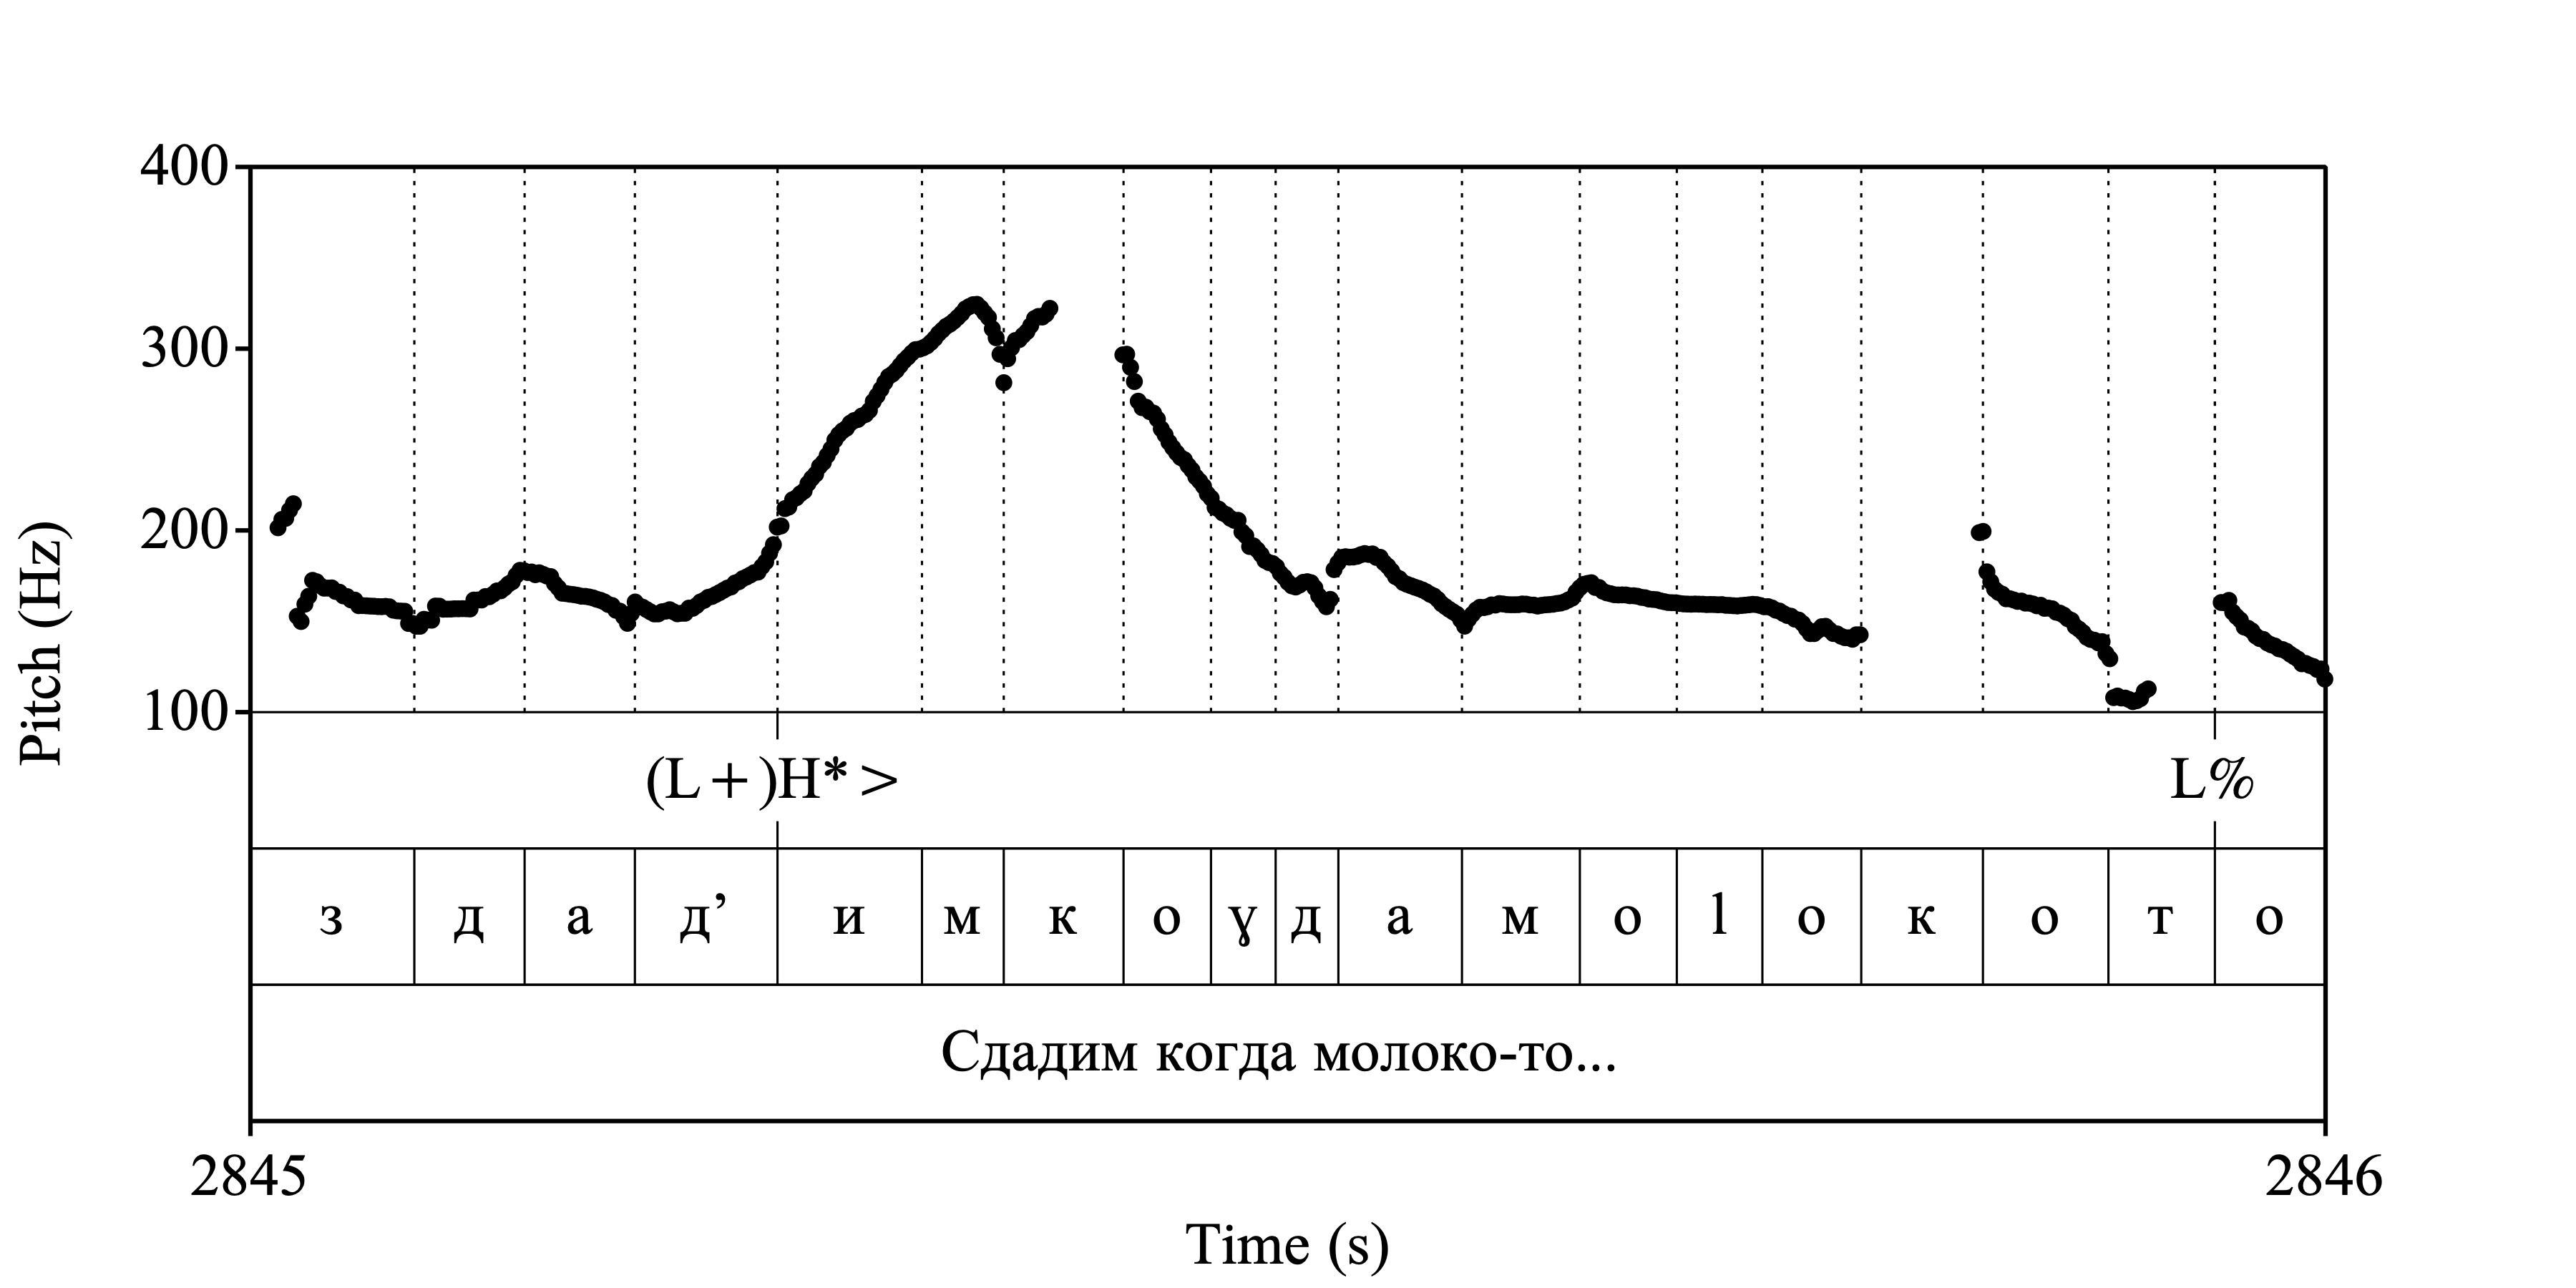 400
300
200
100
Pitch (Hz)
(L+)H*> L%
з д а д’ и м к о ɣ д а м о l о к о т о
Сдадим когда молоко-то...
2845 2846
Time (s)